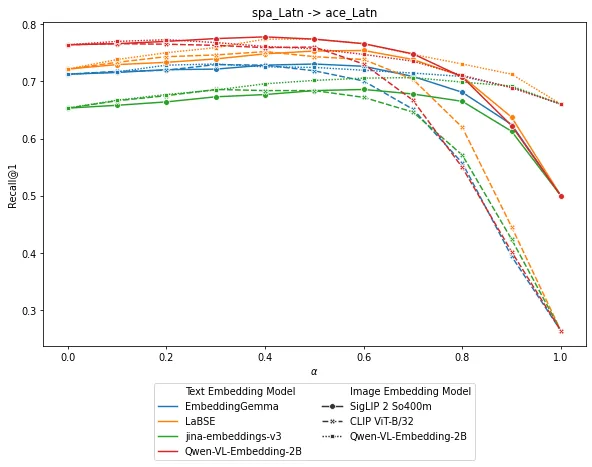 spa_Latn -> ace_Latn
0.8
0.7
0.6
0.5
0.4
0.3
Recall@1
0.0 0.2 0.4 0.6 0.8 1.0
α
Text Embedding Model Image Embedding Model
EmbeddingGemma SigLIP 2 So400m
LaBSE CLIP ViT-B/32
jina-embeddings-v3 Qwen-VL-Embedding-2B
Qwen-VL-Embedding-2B